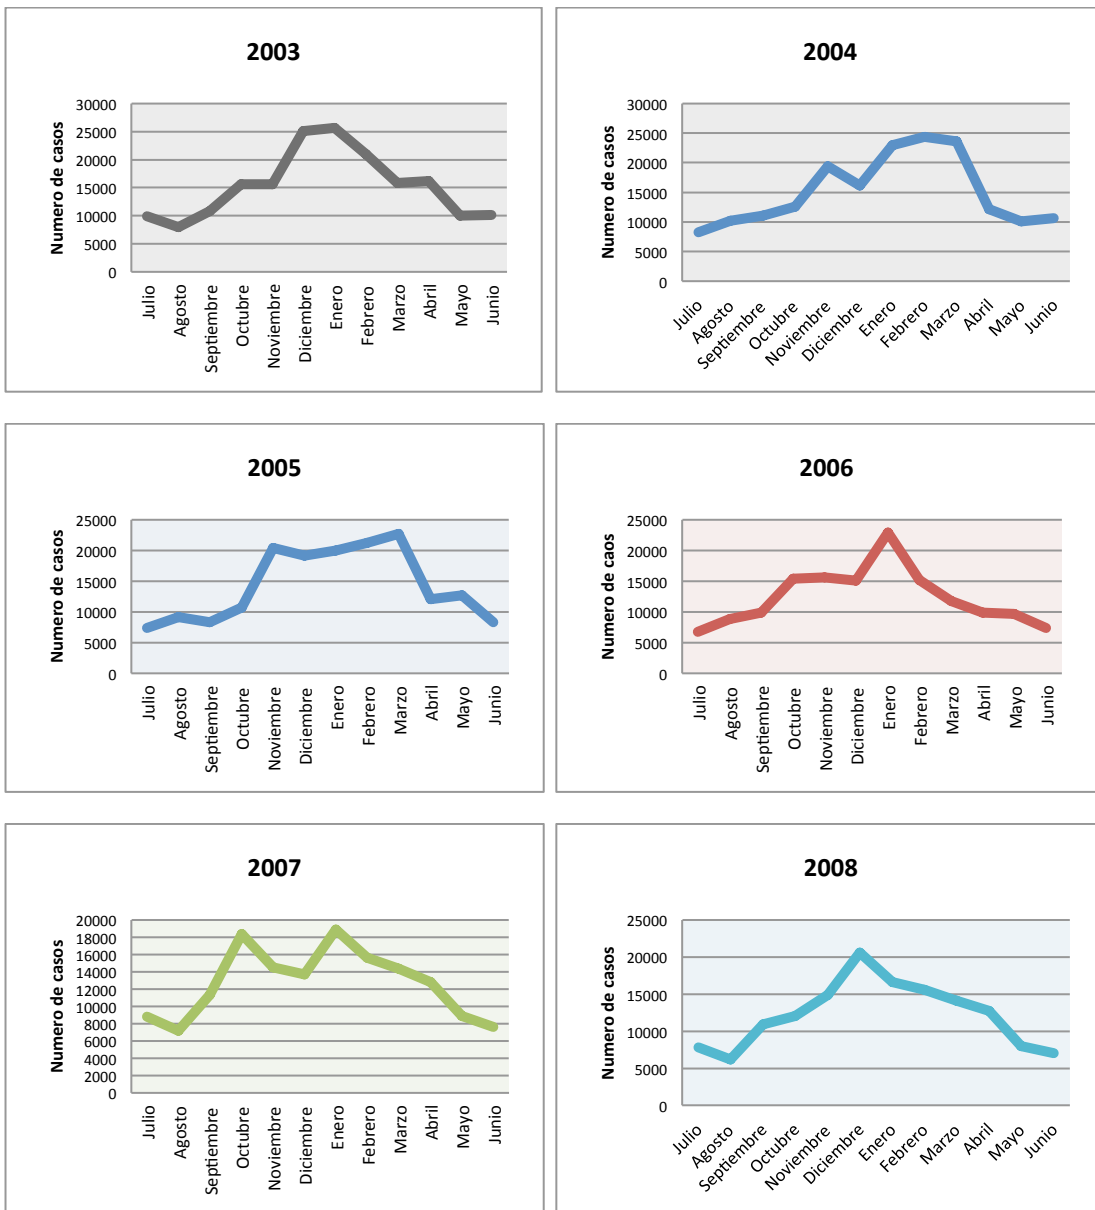 2003
Numero de casos
30000
25000
20000
15000
10000
5000
0
Julio
Agosto
Septiembre
Octubre
Noviembre
Diciembre
Enero
Febrero
Marzo
Abril
Mayo
Junio
2004
Numero de casos
30000
25000
20000
15000
10000
5000
0
Julio
Agosto
Septiembre
Octubre
Noviembre
Diciembre
Enero
Febrero
Marzo
Abril
Mayo
Junio
2005
Numero de casos
25000
20000
15000
10000
5000
0
Julio
Agosto
Septiembre
Octubre
Noviembre
Diciembre
Enero
Febrero
Marzo
Abril
Mayo
Junio
2006
Numero de caos
25000
20000
15000
10000
5000
0
Julio
Agosto
Septiembre
Octubre
Noviembre
Diciembre
Enero
Febrero
Marzo
Abril
Mayo
Junio
2007
Numero de casos
20000
18000
16000
14000
12000
10000
8000
6000
4000
2000
0
Julio
Agosto
Septiembre
Octubre
Noviembre
Diciembre
Enero
Febrero
Marzo
Abril
Mayo
Junio
2008
Numero de casos
25000
20000
15000
10000
5000
0
Julio
Agosto
Septiembre
Octubre
Noviembre
Diciembre
Enero
Febrero
Marzo
Abril
Mayo
Junio